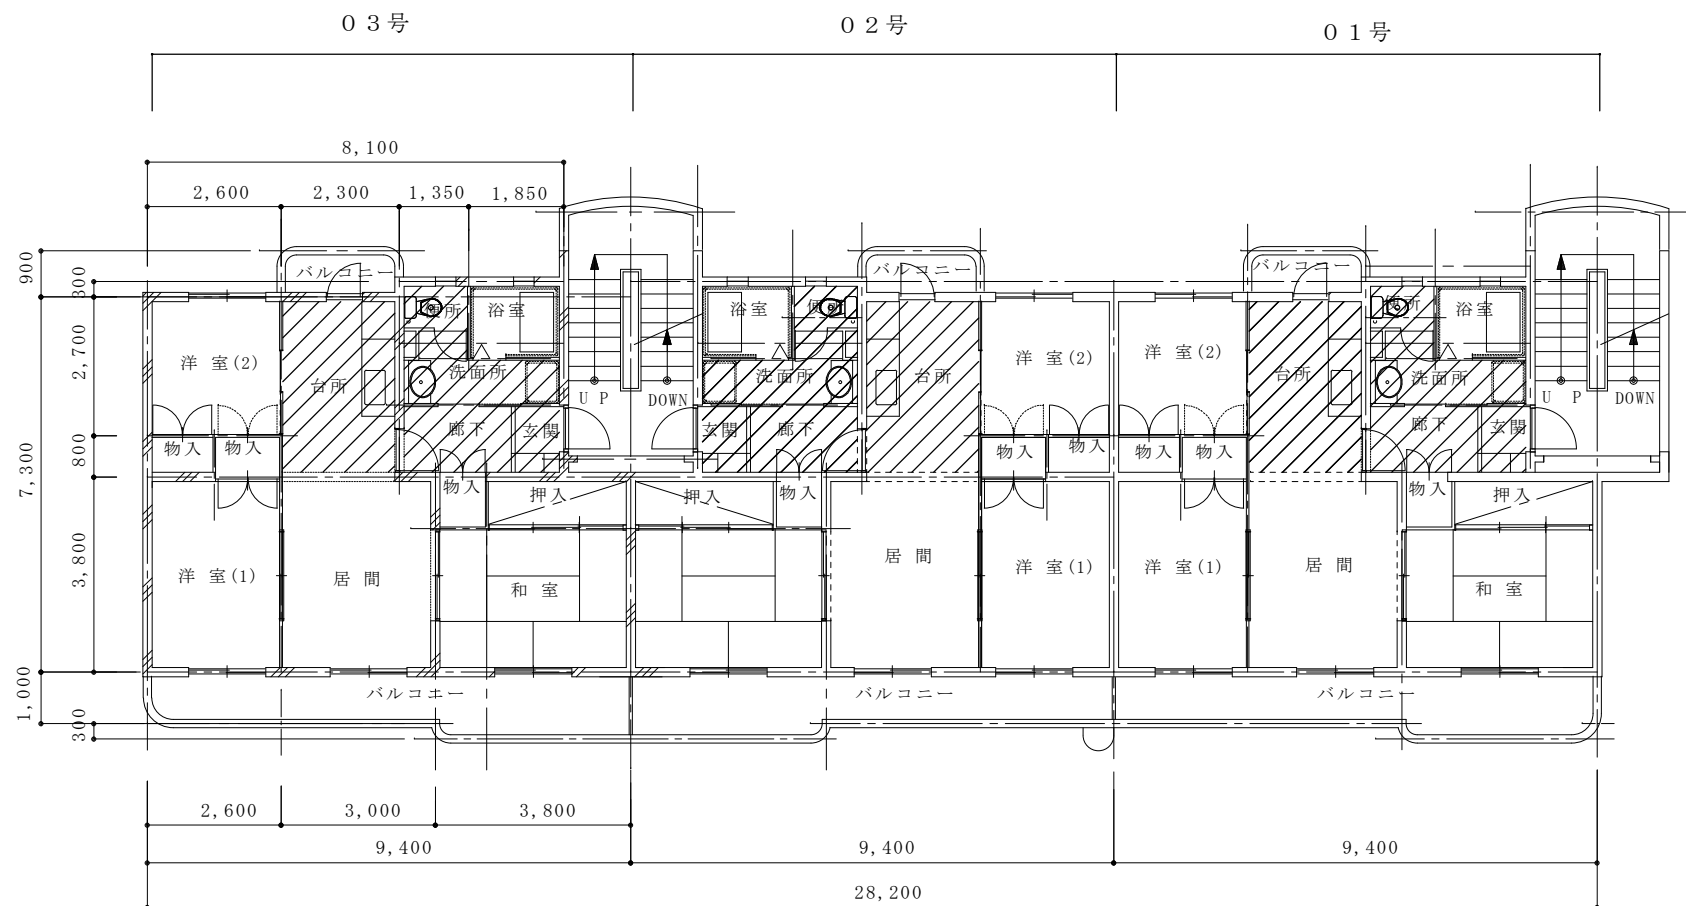 03号
02号
01号
8,100
2,600
2,300
1,350
1,850
900
300
2,700
800
7,300
3,800
1,000
300
バルコニー
バルコニー
バルコニー
便所
浴室
浴室
便所
便所
浴室
洋室(2)
台所
洗面所
UP
DOWN
洗面所
台所
洋室(2)
洋室(2)
台所
洗面所
UP
DOWN
物入
物入
廊下
玄関
玄関
廊下
物入
物入
物入
物入
廊下
玄関
物入
押入
押入
物入
物入
押入
洋室(1)
居間
和室
居間
洋室(1)
洋室(1)
居間
和室
バルコニー
バルコニー
バルコニー
2,600
3,000
3,800
9,400
9,400
9,400
28,200